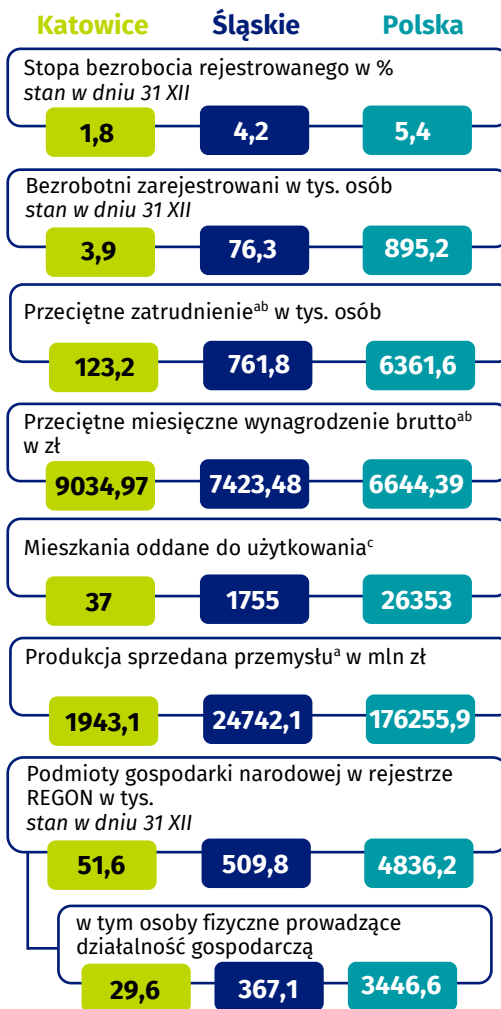 Katowice Śląskie Polska
Stopa bezrobocia rejestrowanego w %
stan w dniu 31 XII
1,8 4,2 5,4
Bezrobotni zarejestrowani w tys. osób
stan w dniu 31 XII
3,9 76,3 895,2
Przeciętne zatrudnienieᵃᵇ w tys. osób
123,2 761,8 6361,6
Przeciętne miesięczne wynagrodzenie bruttoᵃᵇ
w zł
9034,97 7423,48 6644,39
Mieszkania oddane do użytkowaniaᶜ
37 1755 26353
Produkcja sprzedana przemysłuᵃ w mln zł
1943,1 24742,1 176255,9
Podmioty gospodarki narodowej w rejestrze
REGON w tys.
stan w dniu 31 XII
51,6 509,8 4836,2
w tym osoby fizyczne prowadzące
działalność gospodarczą
29,6 367,1 3446,6